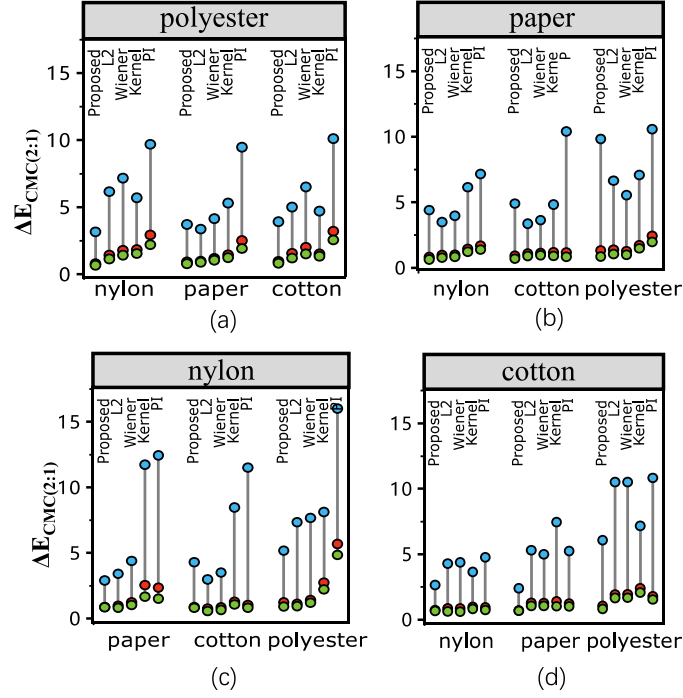 polyester
Proposed L2 Wiener Kernel PI Proposed L2 Wiener Kernel PI Proposed L2 Wiener Kernel PI
15
10
5
0
ΔE_CMC(2:1)
nylon paper cotton
(a)
paper
Proposed L2 Wiener Kernel PI Proposed L2 Wiener Kerne P Proposed L2 Wiener Kernel PI
15
10
5
0
nylon cotton polyester
(b)
nylon
Proposed L2 Wiener Kernel PI Proposed L2 Wiener Kernel PI Proposed L2 Wiener Kernel PI
15
10
5
0
ΔE_CMC(2:1)
paper cotton polyester
(c)
cotton
Proposed L2 Wiener Kernel PI Proposed L2 Wiener Kernel PI Proposed L2 Wiener Kernel PI
15
10
5
0
nylon paper polyester
(d)